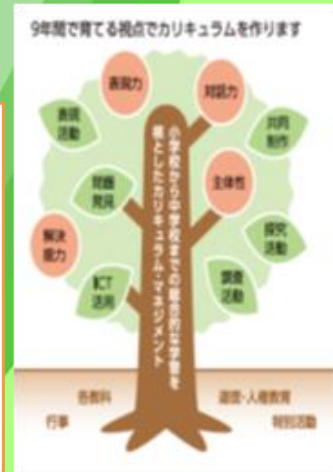 9年間で育てる視点でカリキュラムを作ります
表現力
対話力
表現
活動
共同
制作
問題
発見
主体性
解決
能力
探究
活動
ICT
活用
調査
活動
小学校から中学校までの総合的な学習を
核としたカリキュラム・マネジメント
各教科
道徳・人権教育
行事
特別活動